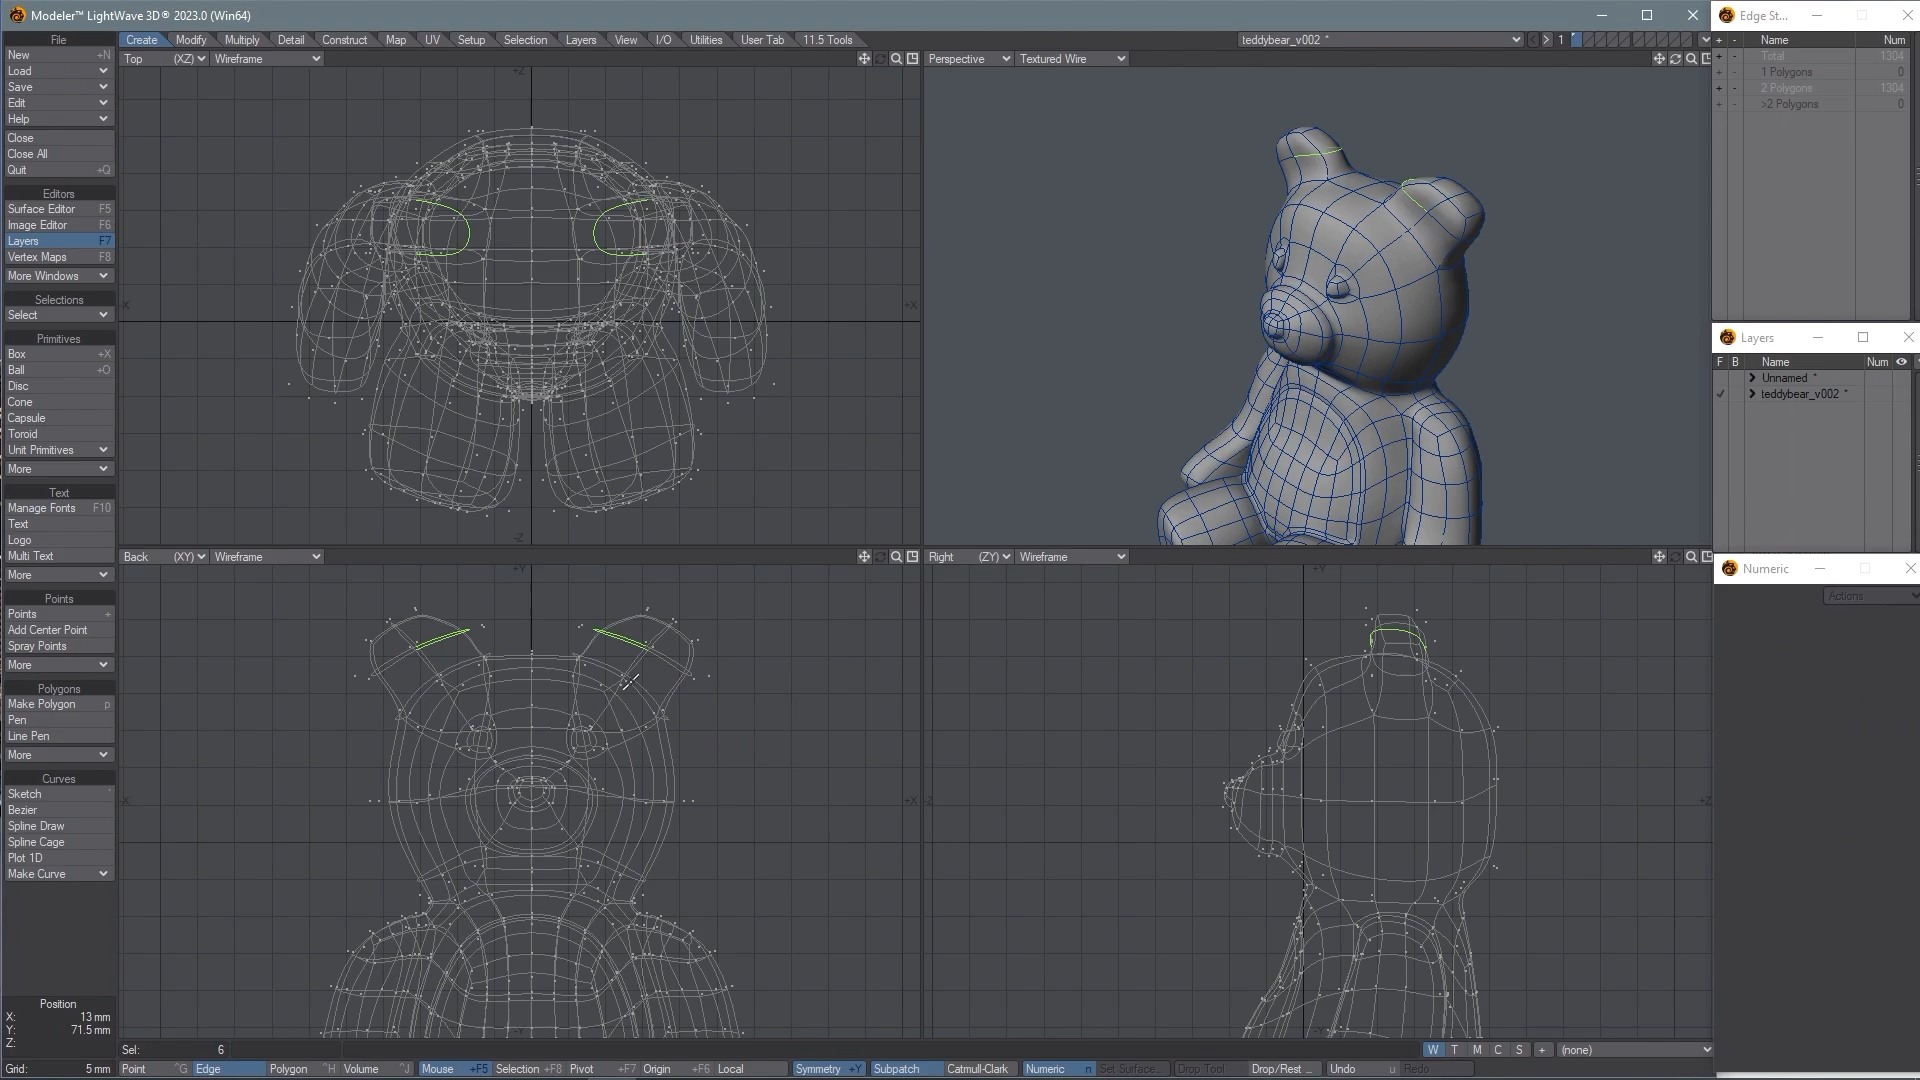 Modeler™ LightWave 3D® 2023.0 (Win64)
File
New +N
Load
Save
Edit
Help
Close
Close All
Quit +Q
Editors
Surface Editor F5
Image Editor F6
Layers F7
Vertex Maps F8
More Windows
Selections
Select
Primitives
Box +X
Ball +O
Disc
Cone
Capsule
Toroid
Unit Primitives
More
Text
Manage Fonts F10
Text
Logo
Multi Text
More
Points
Points +
Add Center Point
Spray Points
More
Polygons
Make Polygon p
Pen
Line Pen
More
Curves
Sketch `
Bezier
Spline Draw
Spline Cage
Plot 1D
Make Curve
Position
X: 13 mm
Y: 71.5 mm
Z:
Grid: 5 mm
Create Modify Multiply Detail Construct Map UV Setup Selection Layers View I/O Utilities User Tab 11.5 Tools
teddybear_v002 * < > 1
Top (XZ) Wireframe
+Z
-X +X
-Z
Perspective Textured Wire
Back (XY) Wireframe
+Y
-X +X
-Y
Right (ZY) Wireframe
+Y
-Z +Z
-Y
Sel: 6
W T M C S + (none)
Point ^G Edge Polygon ^H Volume ^J Mouse +F5 Selection +F8 Pivot +F7 Origin +F6 Local Symmetry +Y Subpatch Catmull-Clark Numeric n Set Surface... Drop Tool Drop/Rest ... Undo u Redo
Edge St...
+ - Name Num
+ - Total 1304
+ - 1 Polygons 0
+ - 2 Polygons 1304
+ - >2 Polygons 0
Layers
F B Name Num
Unnamed *
teddybear_v002 *
Numeric
Actions